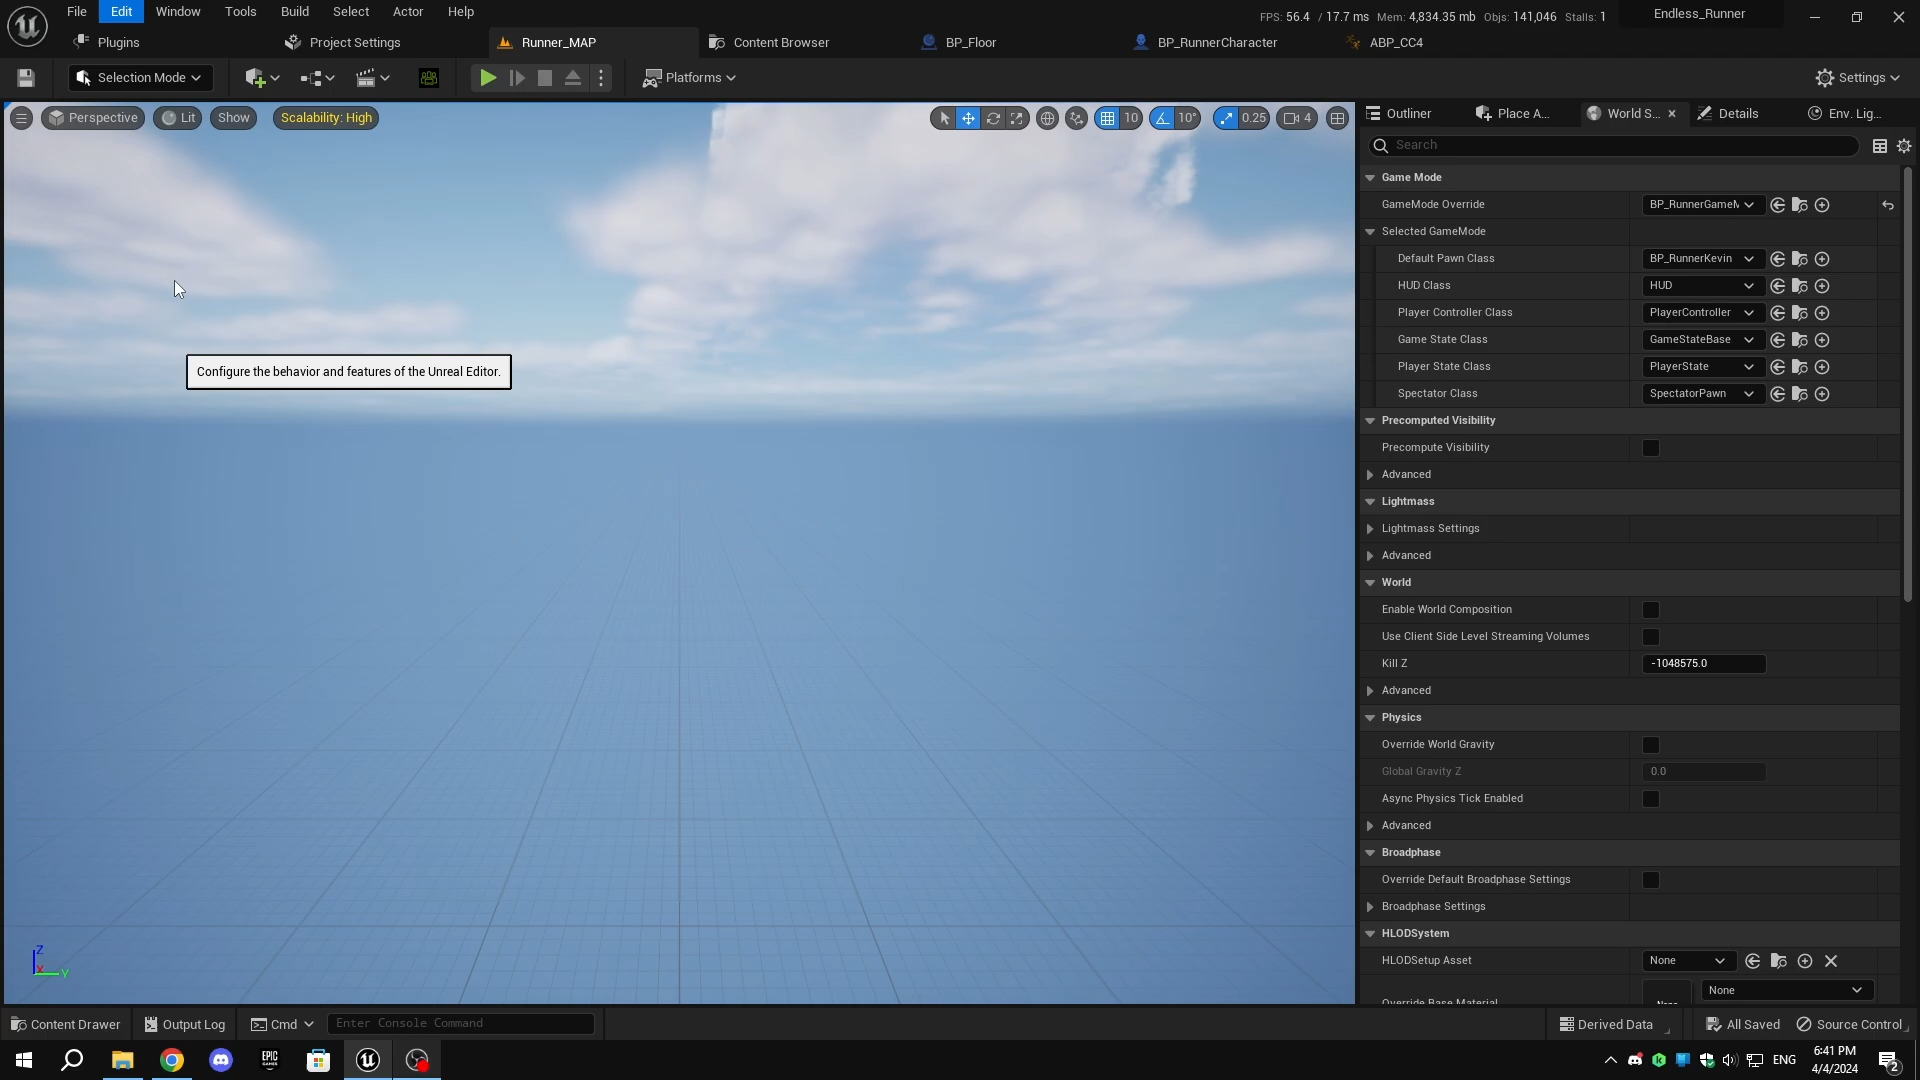 File Edit Window Tools Build Select Actor Help
FPS: 56.4 / 17.7 ms Mem: 4,834.35 mb Objs: 141,046 Stalls: 1
Endless_Runner
Plugins
Project Settings
Runner_MAP
Content Browser
BP_Floor
BP_RunnerCharacter
ABP_CC4
Selection Mode
Platforms
Settings
Perspective
Lit
Show
Scalability: High
10
10°
0.25
4
Outliner
Place A...
World S...
Details
Env. Lig...
Search
Game Mode
GameMode Override
BP_RunnerGameM
Selected GameMode
Default Pawn Class
BP_RunnerKevin
HUD Class
HUD
Player Controller Class
PlayerController
Game State Class
GameStateBase
Player State Class
PlayerState
Spectator Class
SpectatorPawn
Configure the behavior and features of the Unreal Editor.
Precomputed Visibility
Precompute Visibility
Advanced
Lightmass
Lightmass Settings
Advanced
World
Enable World Composition
Use Client Side Level Streaming Volumes
Kill Z
-1048575.0
Advanced
Physics
Override World Gravity
Global Gravity Z
0.0
Async Physics Tick Enabled
Advanced
Broadphase
Override Default Broadphase Settings
Broadphase Settings
HLODSystem
HLODSetup Asset
None
Override Base Material
None
None
Z
X
Y
Content Drawer
Output Log
Cmd
Enter Console Command
Derived Data
All Saved
Source Control
EPIC
GAMES
ENG
6:41 PM
4/4/2024
2